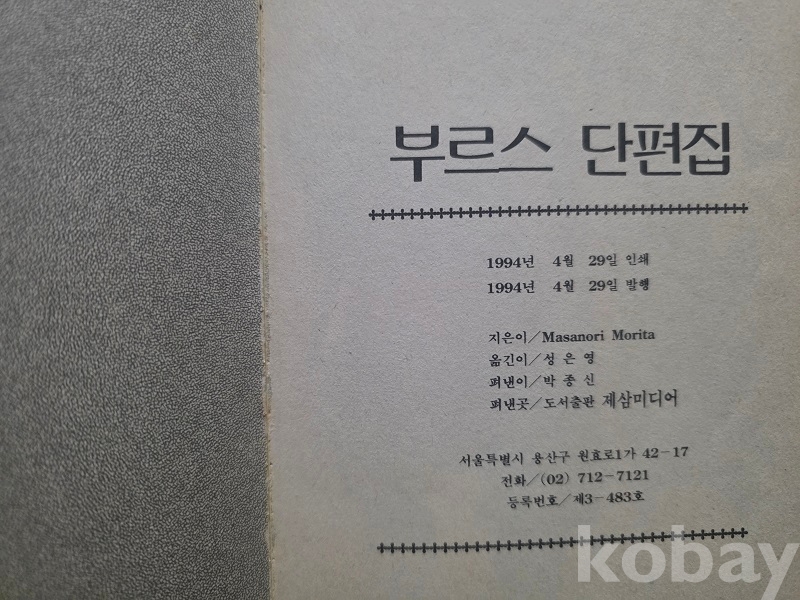 부르스 단편집
1994년 4월 29일 인쇄
1994년 4월 29일 발행
지은이/Masanori Morita
옮긴이/성은영
펴낸이/박종신
펴낸곳/도서출판 제삼미디어
서울특별시 용산구 원효로1가 42-17
전화/(02) 712-7121
등록번호/제3-483호
kobay